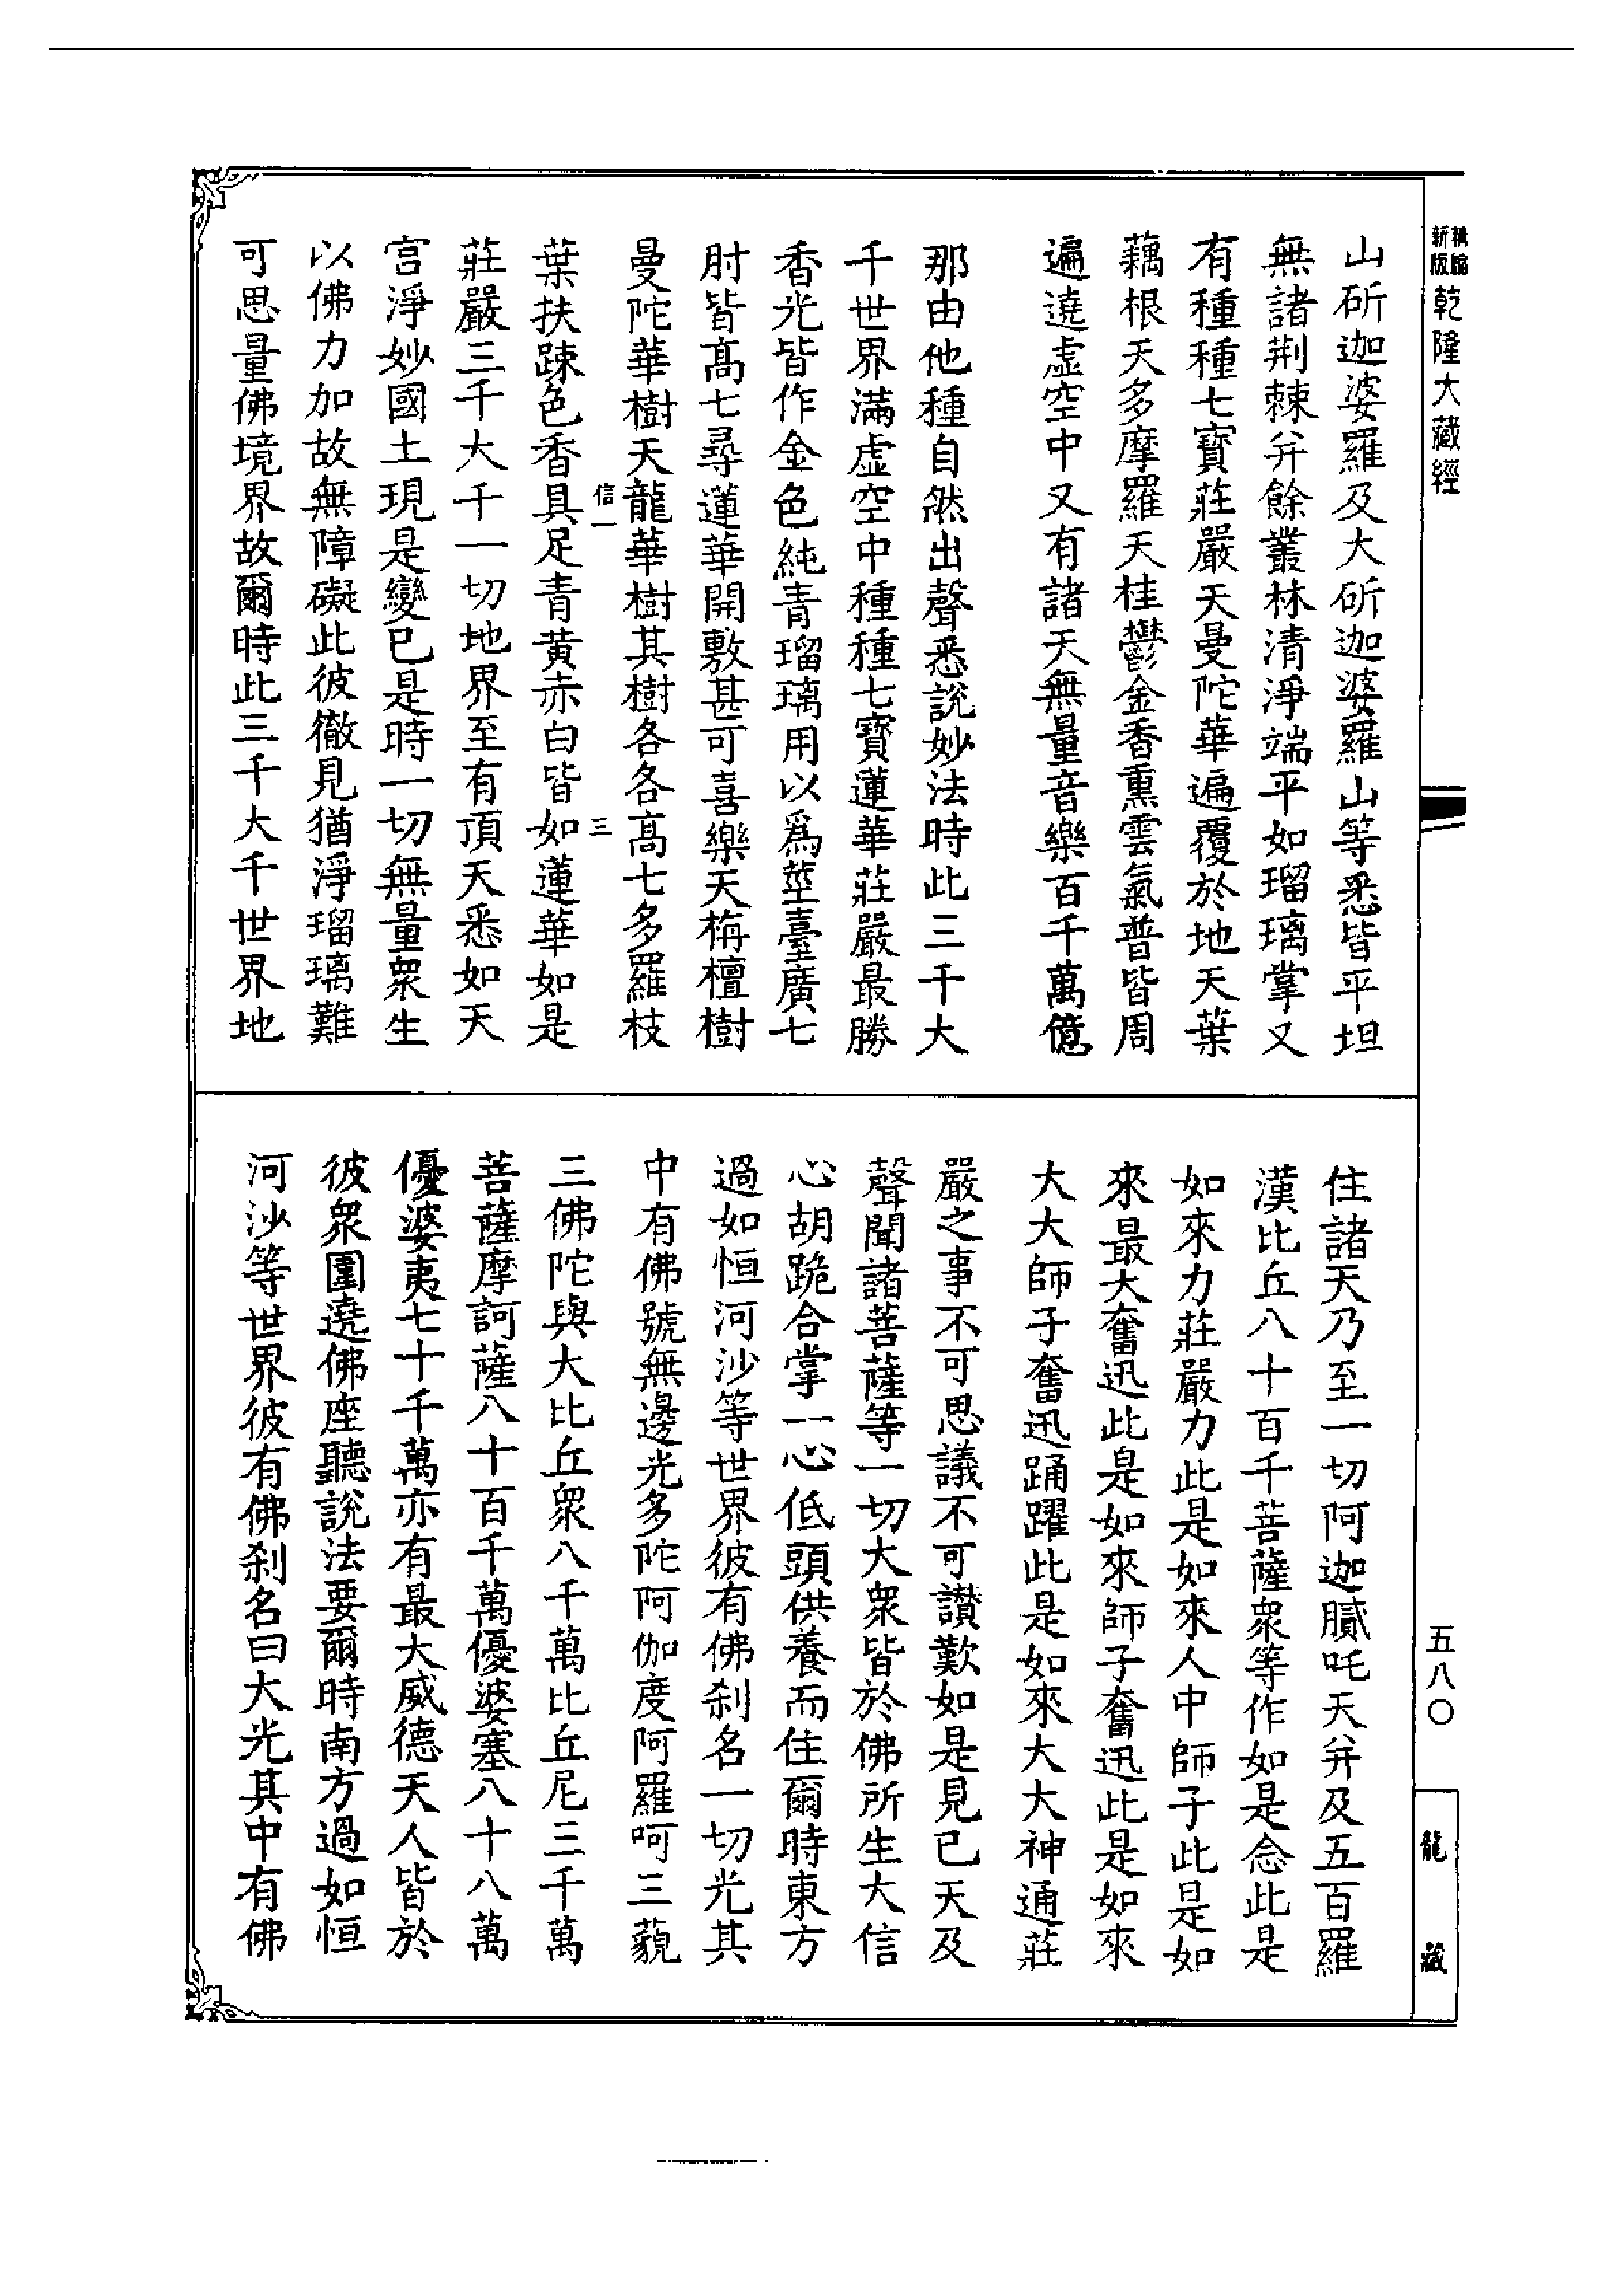 精縮新版乾隆大藏經
山斫迦婆羅及大斫迦婆羅山等悉皆平坦
無諸荆棘并餘叢林清淨端平如瑠璃掌又
有種種七寳莊嚴天曼陀華遍覆於地天葉
藕根天多摩羅天桂鬱金香熏雲氣普皆周
遍遶虛空中又有諸天無量音樂百千萬億
那由他種自然出聲悉說妙法時此三千大
千世界滿虛空中種種七寳蓮華莊嚴最勝
香光皆作金色純青瑠璃用以爲莖臺廣七
肘皆髙七尋蓮華開敷甚可喜樂天栴檀樹
曼陀華樹天龍華樹其樹各各髙七多羅枝
信一
三
葉扶踈色香具足青黄赤白皆如蓮華如是
莊嚴三千大千一切地界至有頂天悉如天
宫淨妙國土現是變已是時一切無量衆生
以佛力加故無障礙此彼徹見猶淨瑠璃難
可思量佛境界故爾時此三千大千世界地
住諸天乃至一切阿迦膩吒天并及五百羅
漢比丘八十百千菩薩衆等作如是念此是
如來力莊嚴力此是如來人中師子此是如
來最大奮迅此是如來師子奮迅此是如來
大大師子奮迅踊躍此是如來大大神通莊
嚴之事不可思議不可讃歎如是見已天及
聲聞諸菩薩等一切大衆皆於佛所生大信
心胡跪合掌一心低頭供養而住爾時東方
過如恒河沙等世界彼有佛刹名一切光其
中有佛號無邊光多陀阿伽度阿羅呵三藐
三佛陀與大比丘衆八千萬比丘尼三千萬
菩薩摩訶薩八十百千萬優婆塞八十八萬
優婆夷七十千萬亦有最大威德天人皆於
彼衆圍遶佛座聽說法要爾時南方過如恒
河沙等世界彼有佛刹名曰大光其中有佛
五八〇
龍藏